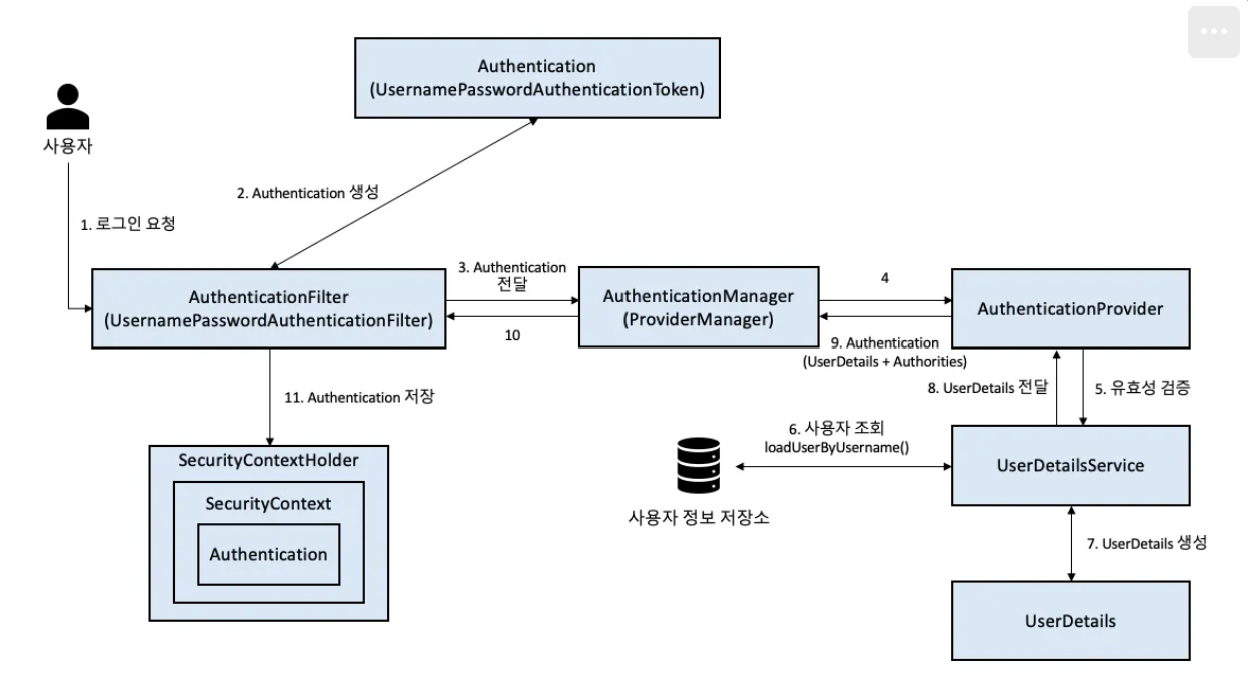 Authentication
(UsernamePasswordAuthenticationToken)
사용자
2. Authentication 생성
1. 로그인 요청
3. Authentication
전달
AuthenticationFilter
(UsernamePasswordAuthenticationFilter)
10
AuthenticationManager
(ProviderManager)
4
AuthenticationProvider
9. Authentication
(UserDetails + Authorities)
8. UserDetails 전달
5. 유효성 검증
11. Authentication 저장
6. 사용자 조회
loadUserByUsername()
SecurityContextHolder
SecurityContext
Authentication
사용자 정보 저장소
UserDetailsService
7. UserDetails 생성
UserDetails